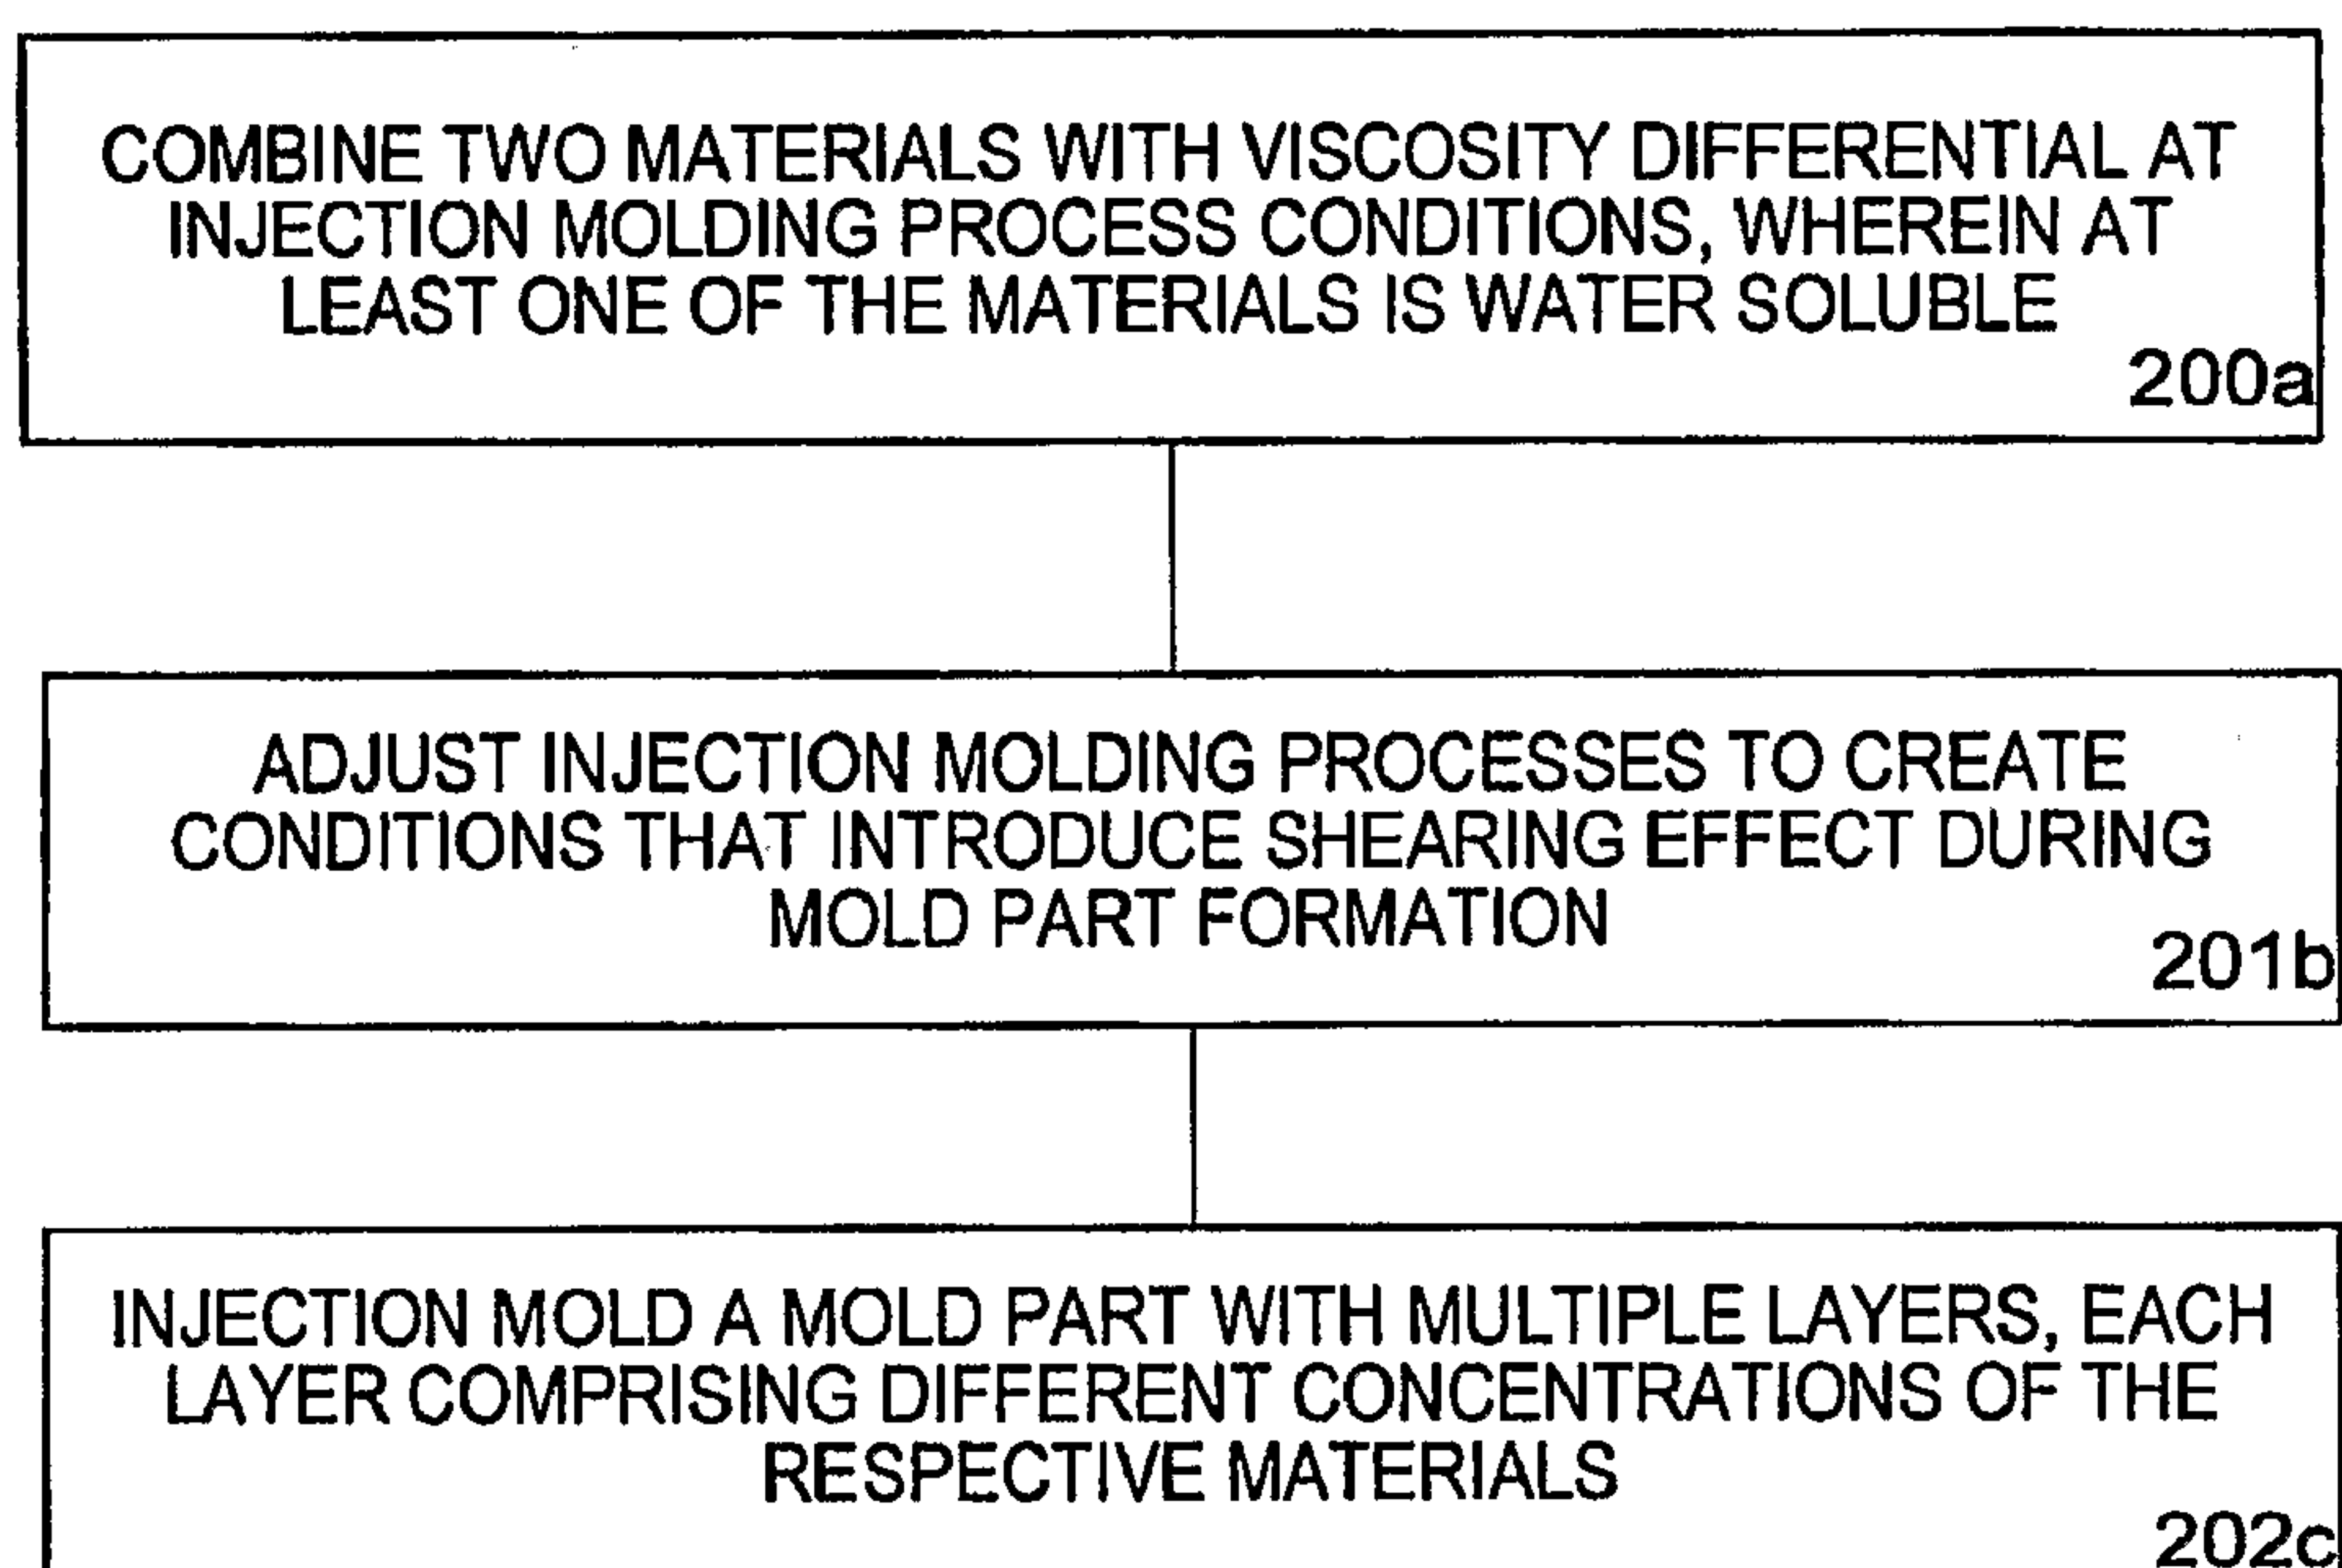 COMBINE TWO MATERIALS WITH VISCOSITY DIFFERENTIAL AT
INJECTION MOLDING PROCESS CONDITIONS, WHEREIN AT
LEAST ONE OF THE MATERIALS IS WATER SOLUBLE
200a
ADJUST INJECTION MOLDING PROCESSES TO CREATE
CONDITIONS THAT INTRODUCE SHEARING EFFECT DURING
MOLD PART FORMATION
201b
INJECTION MOLD A MOLD PART WITH MULTIPLE LAYERS, EACH
LAYER COMPRISING DIFFERENT CONCENTRATIONS OF THE
RESPECTIVE MATERIALS
202c